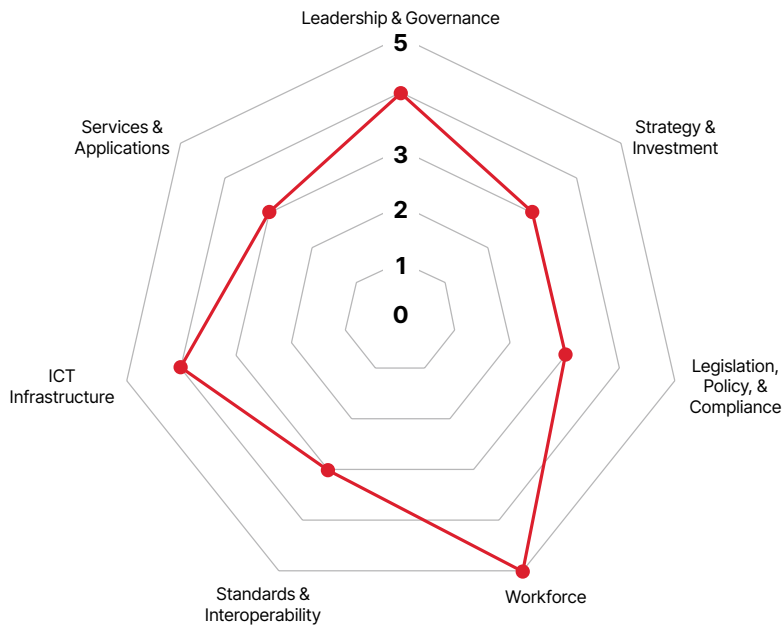 Leadership & Governance
5
Services &
Applications
Strategy &
Investment
3
2
1
0
ICT
Infrastructure
Legislation,
Policy, &
Compliance
Standards &
Interoperability
Workforce